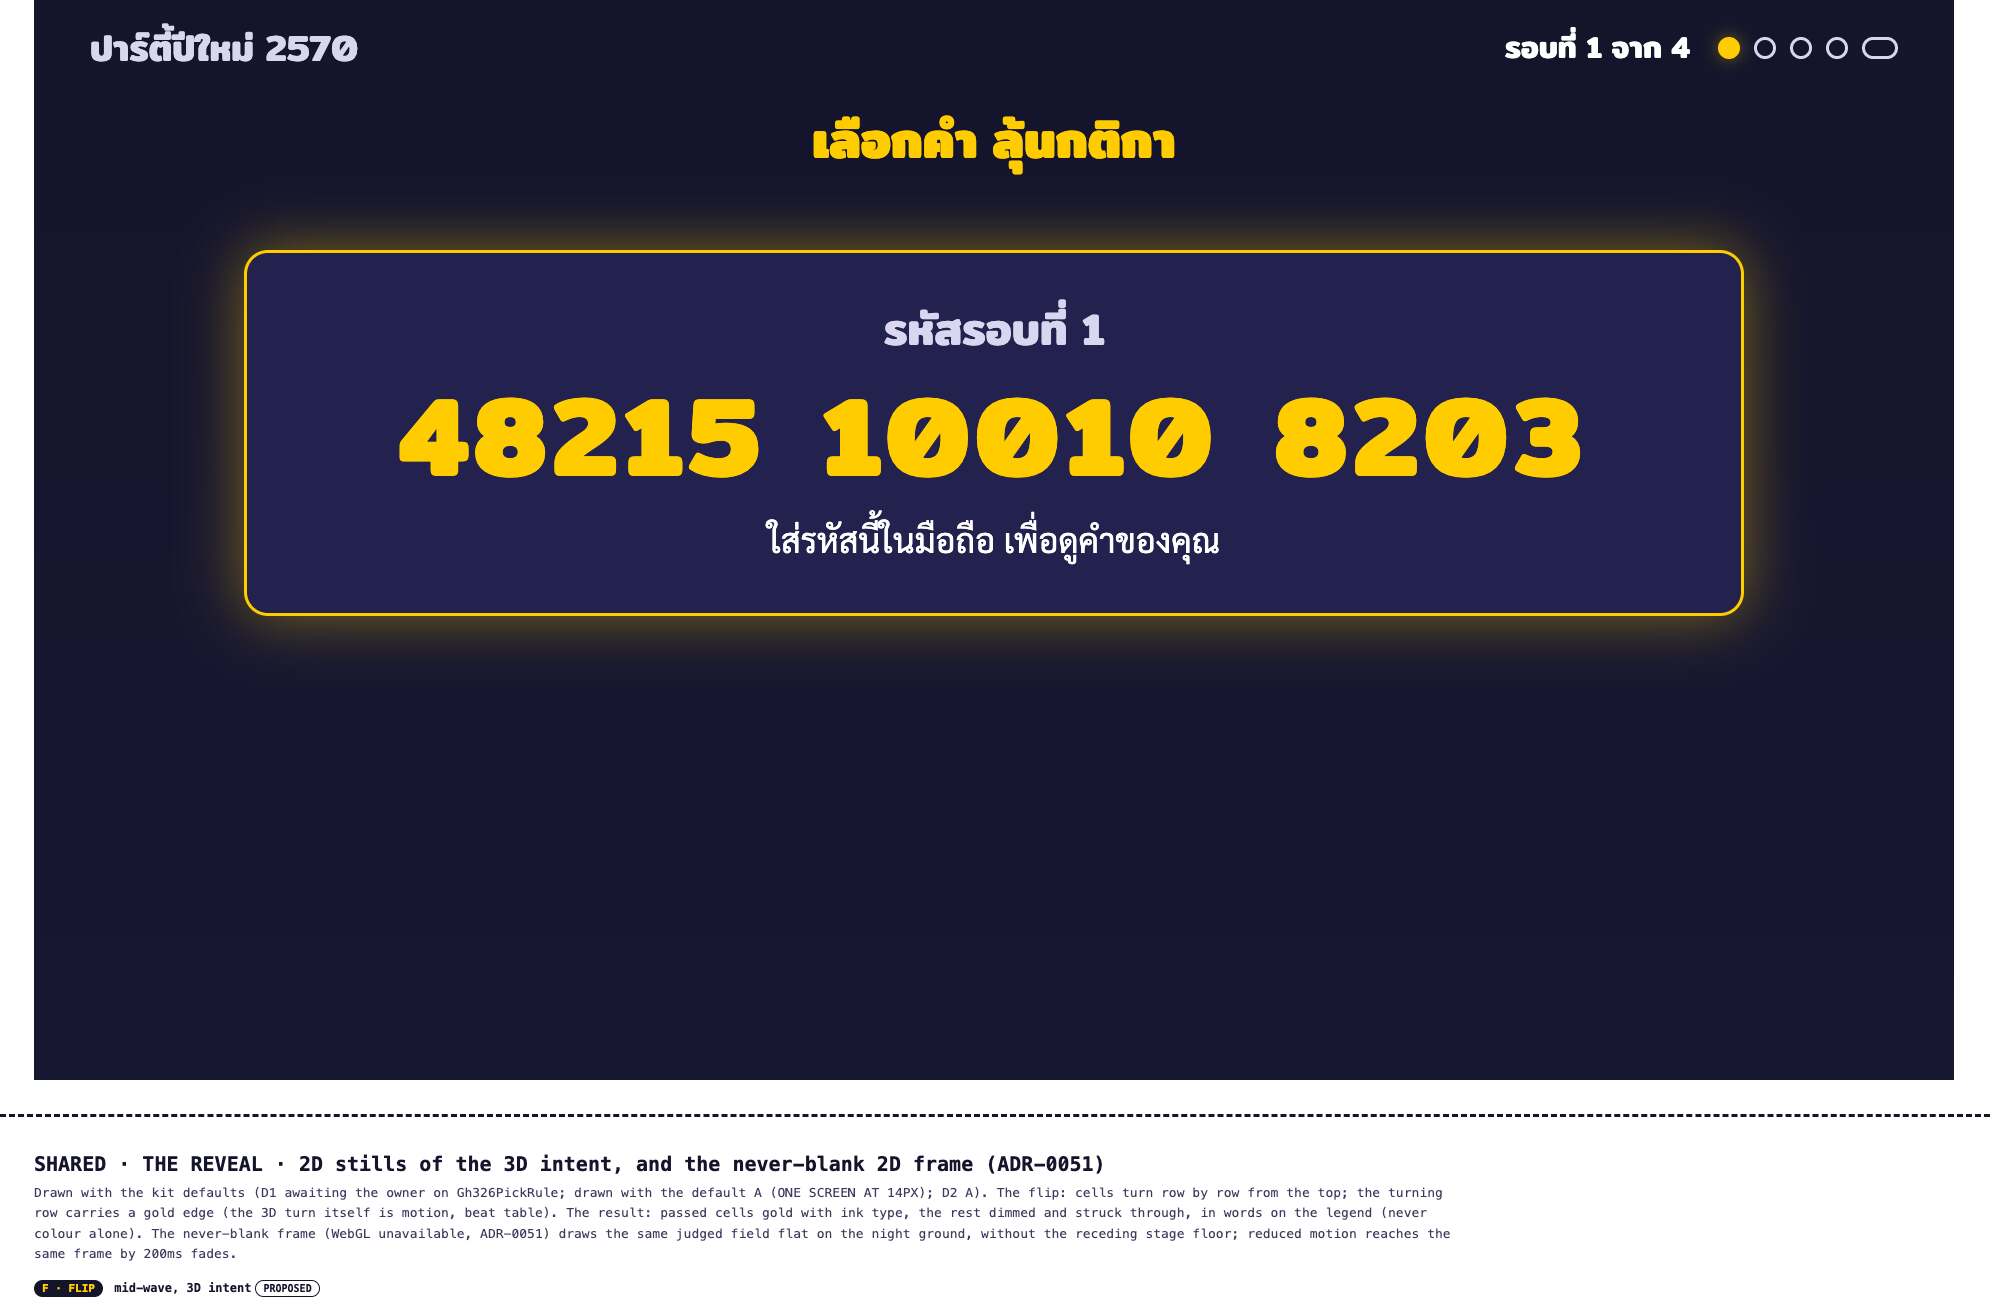 ปาร์ตี้ปีใหม่ 2570
รอบที่ 1 จาก 4
เลือกคำ ลุ้นกติกา
รหัสรอบที่ 1
48215 10010 8203
ใส่รหัสนี้ในมือถือ เพื่อดูคำของคุณ
SHARED · THE REVEAL · 2D stills of the 3D intent, and the never-blank 2D frame (ADR-0051)
Drawn with the kit defaults (D1 awaiting the owner on Gh326PickRule; drawn with the default A (ONE SCREEN AT 14PX); D2 A). The flip: cells turn row by row from the top; the turning
row carries a gold edge (the 3D turn itself is motion, beat table). The result: passed cells gold with ink type, the rest dimmed and struck through, in words on the legend (never
colour alone). The never-blank frame (WebGL unavailable, ADR-0051) draws the same judged field flat on the night ground, without the receding stage floor; reduced motion reaches the
same frame by 200ms fades.
F · FLIP mid-wave, 3D intent PROPOSED